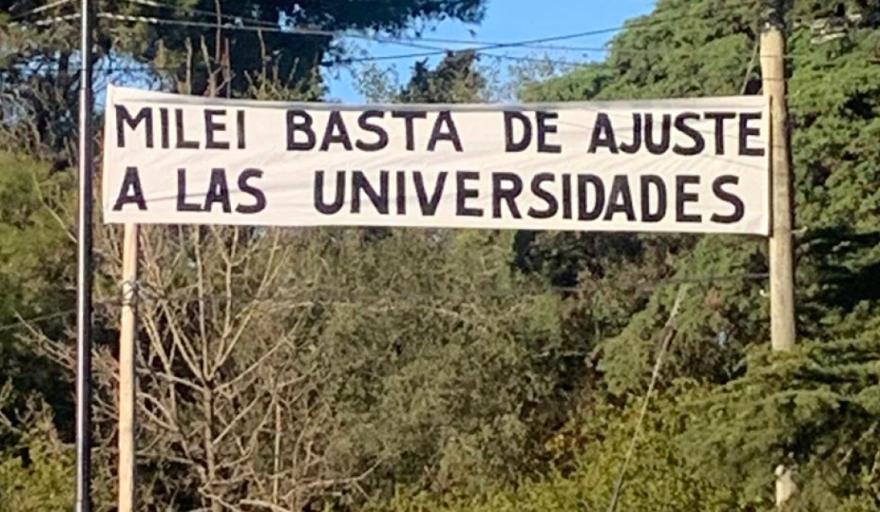 MILEI BASTA DE AJUSTE
A LAS UNIVERSIDADES